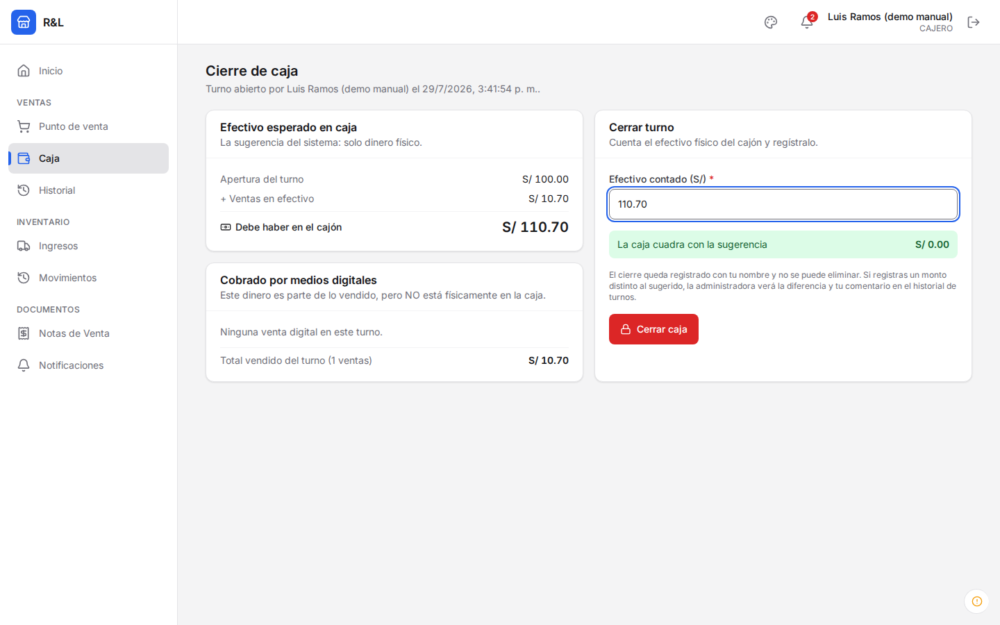 R&L
2
Luis Ramos (demo manual)
CAJERO
Inicio
VENTAS
Punto de venta
Caja
Historial
INVENTARIO
Ingresos
Movimientos
DOCUMENTOS
Notas de Venta
Notificaciones
Cierre de caja
Turno abierto por Luis Ramos (demo manual) el 29/7/2026, 3:41:54 p. m..
Efectivo esperado en caja
La sugerencia del sistema: solo dinero físico.
Apertura del turno S/ 100.00
+ Ventas en efectivo S/ 10.70
Debe haber en el cajón S/ 110.70
Cobrado por medios digitales
Este dinero es parte de lo vendido, pero NO está físicamente en la caja.
Ninguna venta digital en este turno.
Total vendido del turno (1 ventas) S/ 10.70
Cerrar turno
Cuenta el efectivo físico del cajón y regístralo.
Efectivo contado (S/) *
110.70
La caja cuadra con la sugerencia S/ 0.00
El cierre queda registrado con tu nombre y no se puede eliminar. Si registras un monto
distinto al sugerido, la administradora verá la diferencia y tu comentario en el historial de
turnos.
Cerrar caja